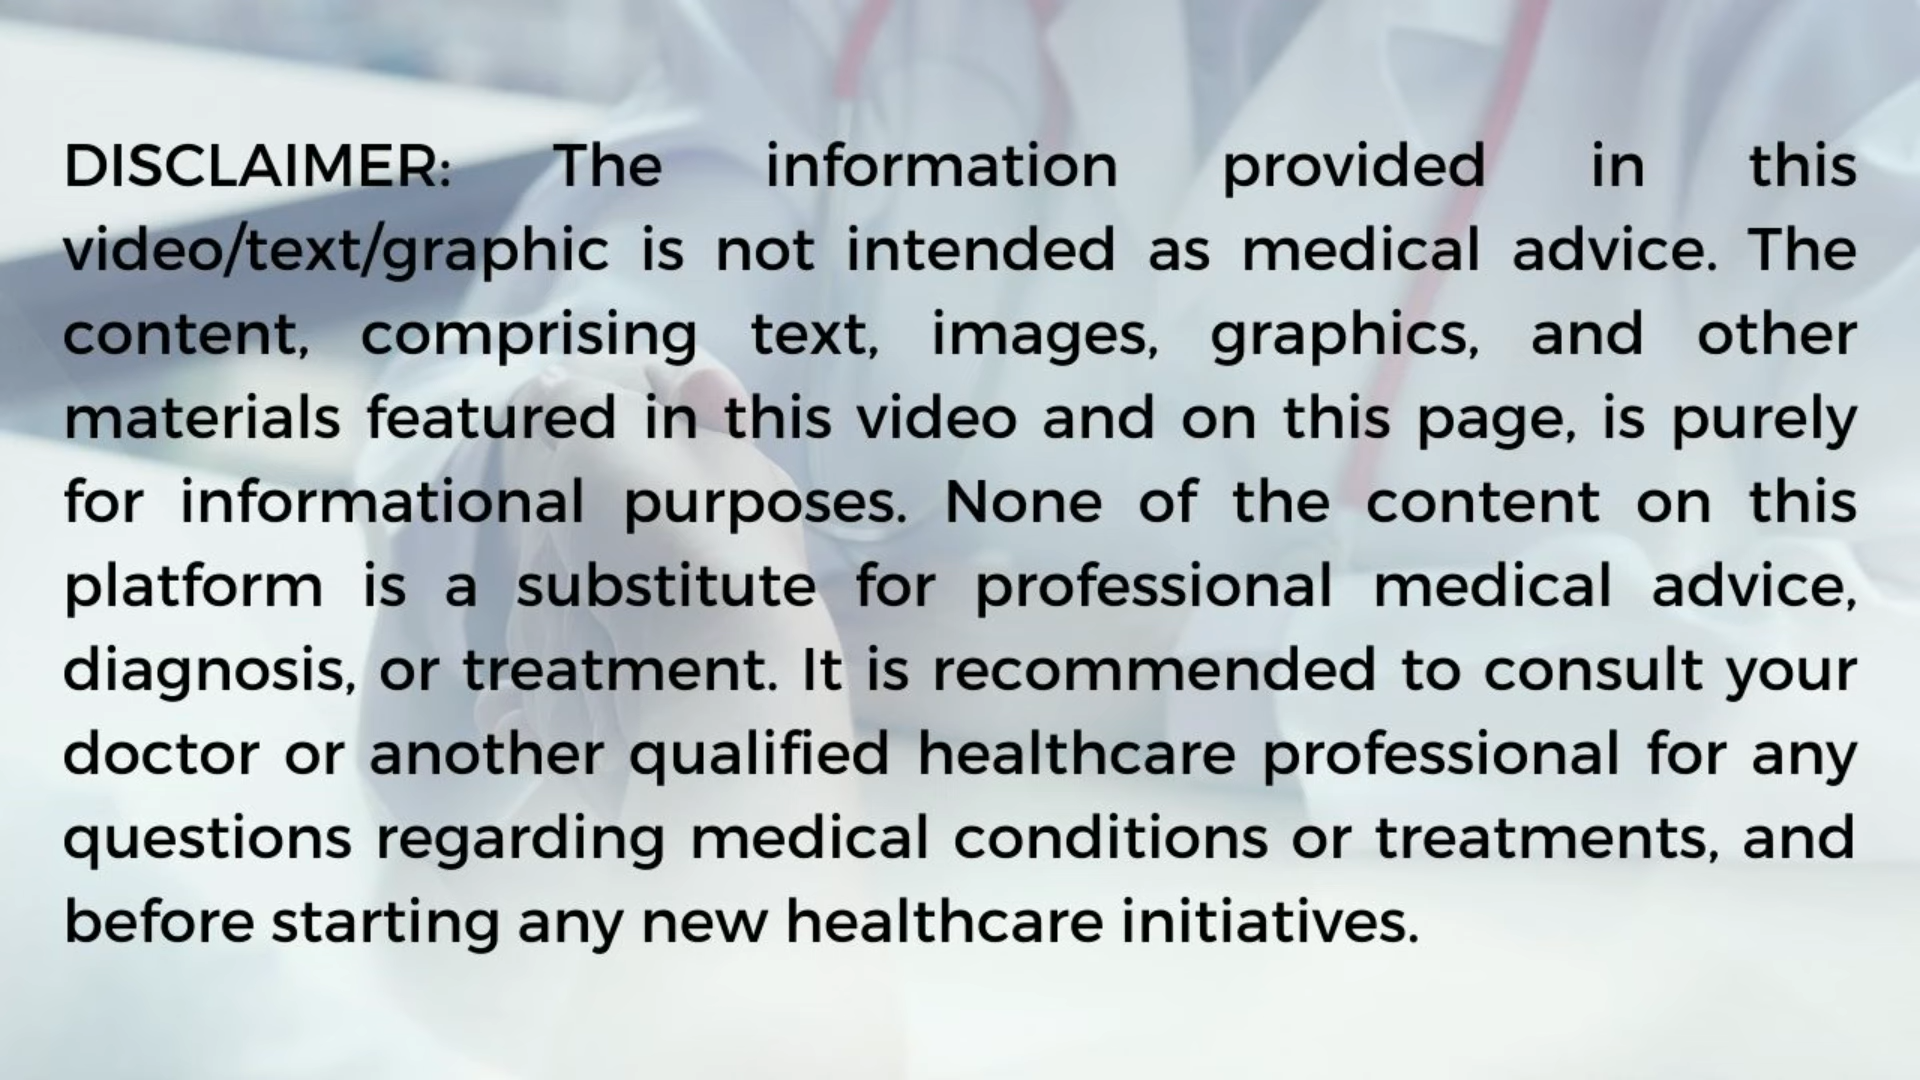 DISCLAIMER: The information provided in this
video/text/graphic is not intended as medical advice. The
content, comprising text, images, graphics, and other
materials featured in this video and on this page, is purely
for informational purposes. None of the content on this
platform is a substitute for professional medical advice,
diagnosis, or treatment. It is recommended to consult your
doctor or another qualified healthcare professional for any
questions regarding medical conditions or treatments, and
before starting any new healthcare initiatives.